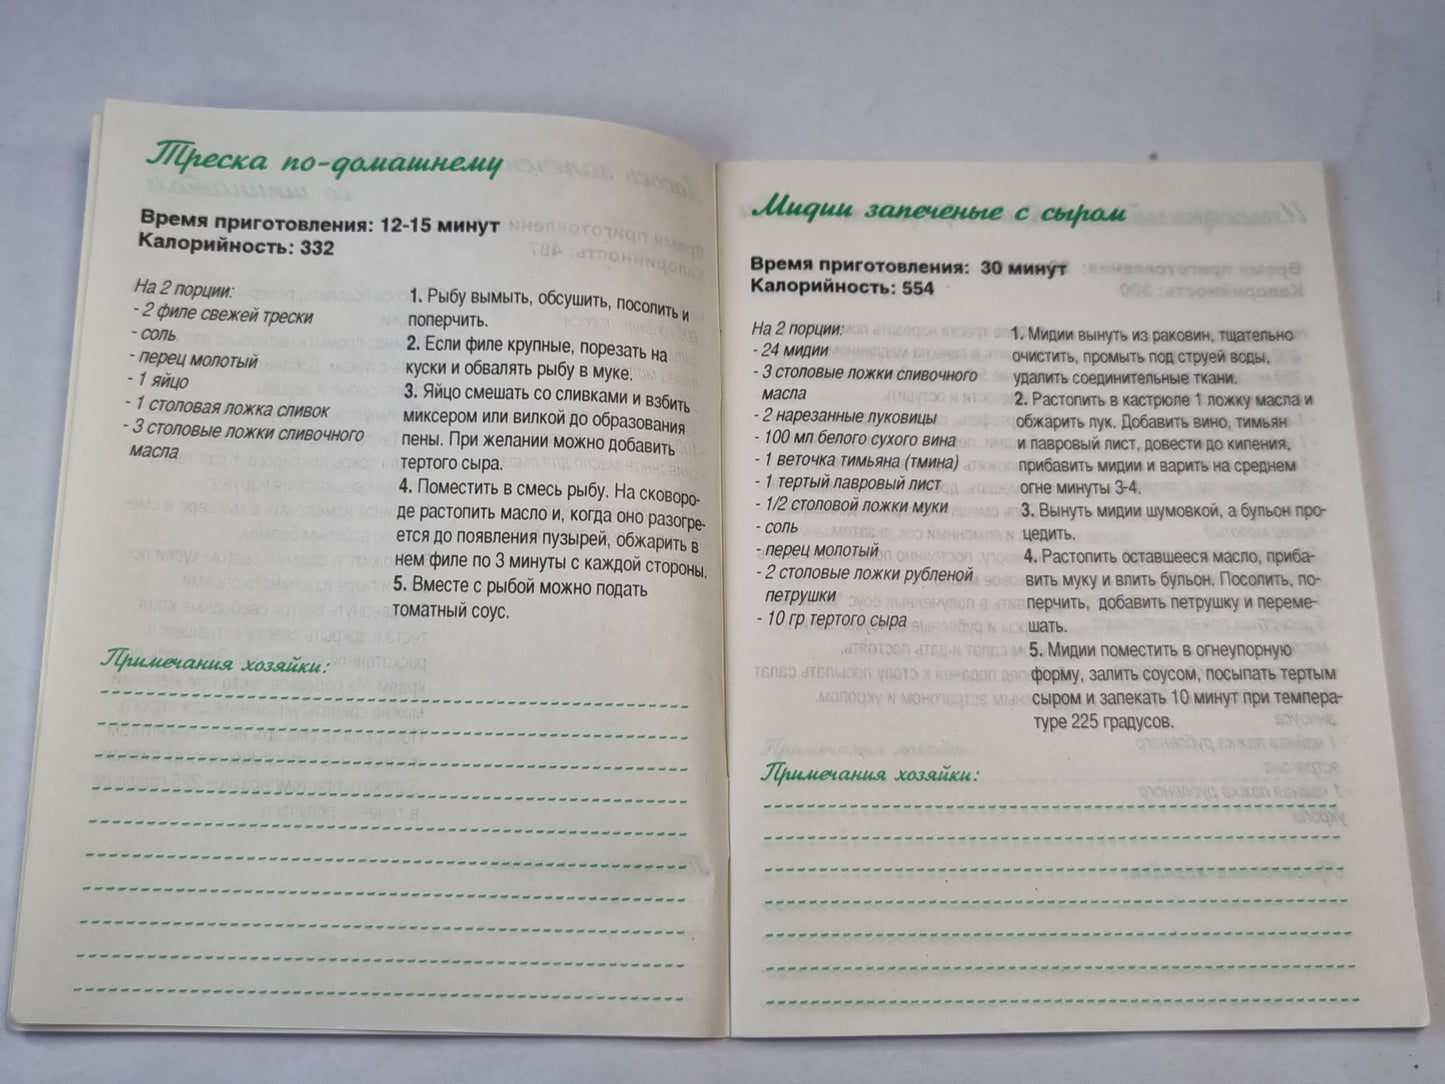 Треска по-домашнему
Время приготовления: 12-15 минут
Калорийность: 332
На 2 порции:
- 2 филе свежей трески
- соль
- перец молотый
- 1 яйцо
- 1 столовая ложка сливок
- 3 столовые ложки сливочного
масла
1. Рыбу вымыть, обсушить, посолить и
поперчить.
2. Если филе крупные, порезать на
куски и обвалять рыбу в муке.
3. Яйцо смешать со сливками и взбить
миксером или вилкой до образования
пены. При желании можно добавить
тертого сыра.
4. Поместить в смесь рыбу. На сковоро-
де растопить масло и, когда оно разогре-
ется до появления пузырей, обжарить в
нем филе по 3 минуты с каждой стороны.
5. Вместе с рыбой можно подать
томатный соус.
Примечания хозяйки:
Мидии запеченые с сыром
Время приготовления: 30 минут
Калорийность: 554
На 2 порции:
- 24 мидии
- 3 столовые ложки сливочного
масла
- 2 нарезанные луковицы
- 100 мл белого сухого вина
- 1 веточка тимьяна (тмина)
- 1 тертый лавровый лист
- 1/2 столовой ложки муки
- соль
- перец молотый
- 2 столовые ложки рубленой
петрушки
- 10 гр тертого сыра
1. Мидии вынуть из раковин, тщательно
очистить, промыть под струей воды,
удалить соединительные ткани.
2. Растопить в кастрюле 1 ложку масла и
обжарить лук. Добавить вино, тимьян
и лавровый лист, довести до кипения,
прибавить мидии и варить на среднем
огне минуты 3-4.
3. Вынуть мидии шумовкой, а бульон про-
цедить.
4. Растопить оставшееся масло, приба-
вить муку и влить бульон. Посолить, по-
перчить, добавить петрушку и переме-
шать.
5. Мидии поместить в огнеупорную
форму, залить соусом, посыпать тертым
сыром и запекать 10 минут при темпера-
туре 225 градусов.
Примечания хозяйки: